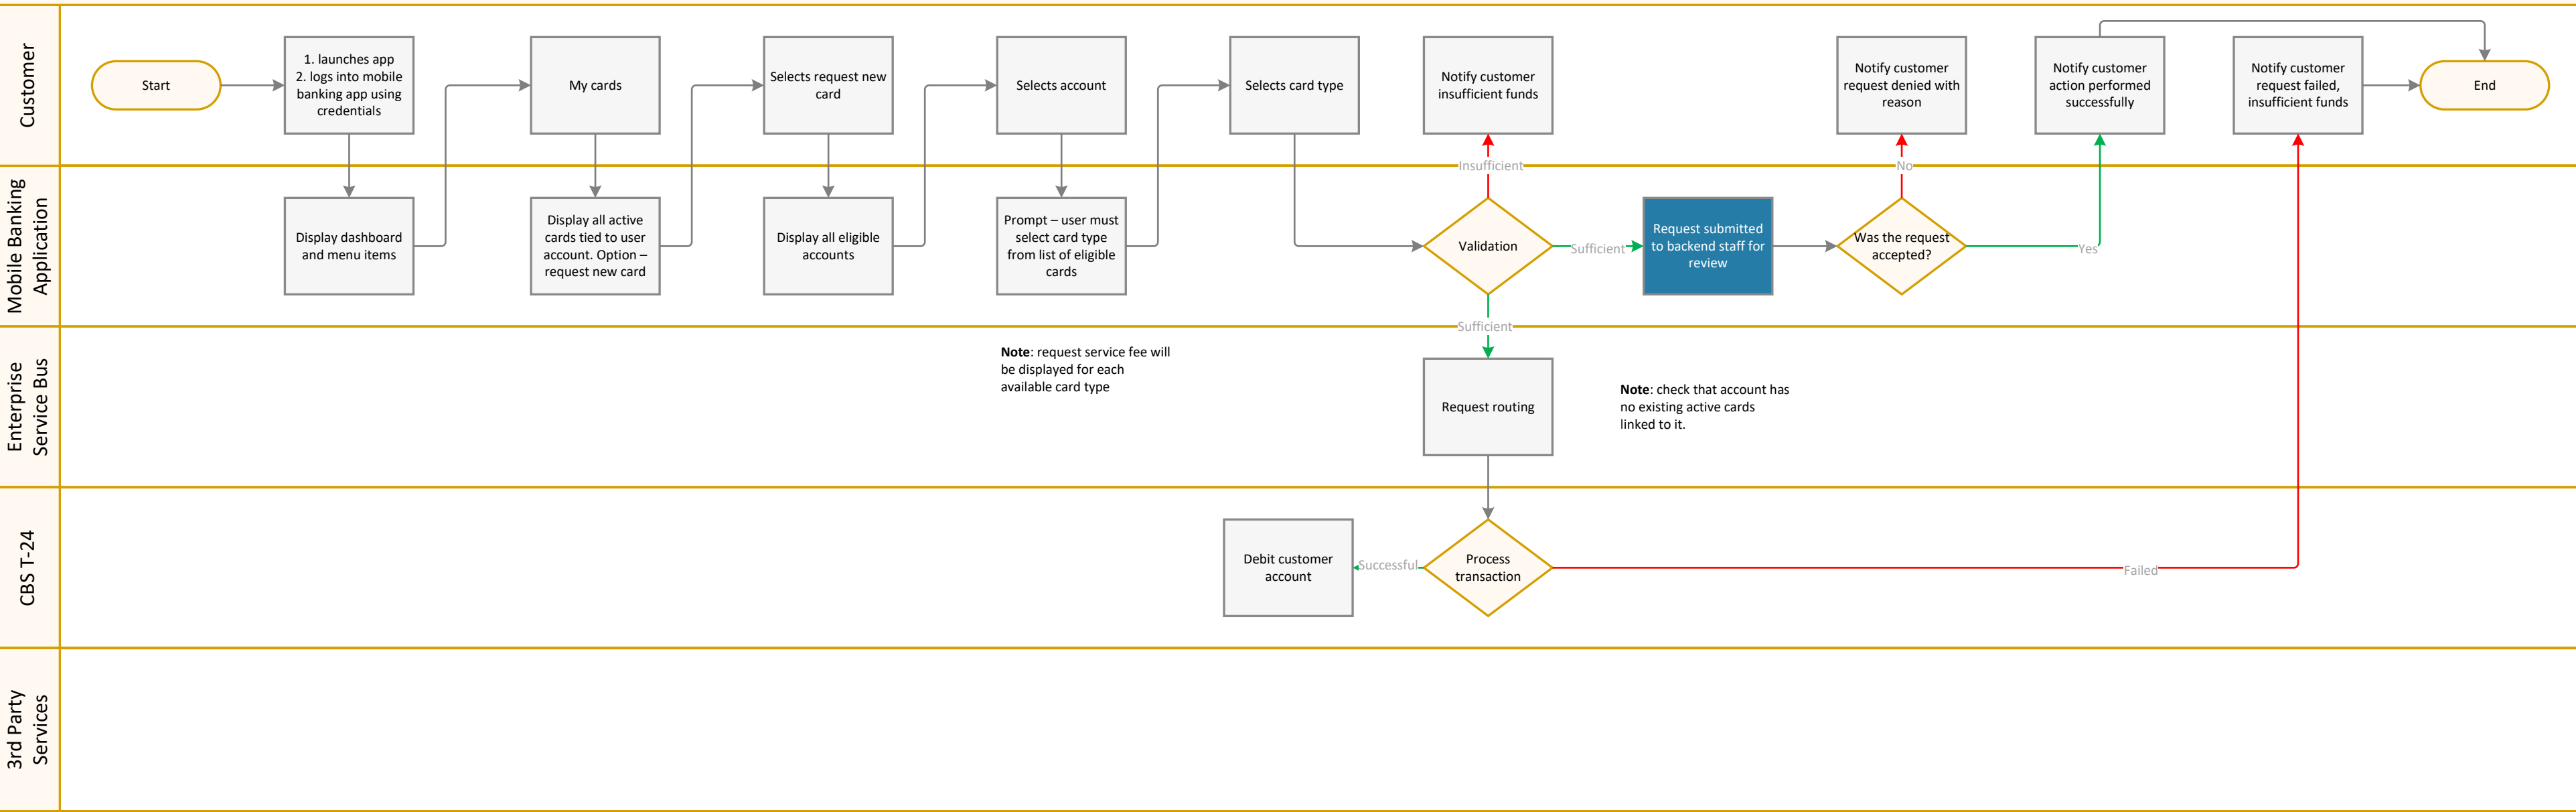 Customer
Start
1. launches app
2. logs into mobile
banking app using
credentials
My cards
Selects request new
card
Selects account
Selects card type
Notify customer
insufficient funds
Notify customer
request denied with
reason
Notify customer
action performed
successfully
Notify customer
request failed,
insufficient funds
End
Insufficient
No
Mobile Banking
Application
Display dashboard
and menu items
Display all active
cards tied to user
account. Option –
request new card
Display all eligible
accounts
Prompt – user must
select card type
from list of eligible
cards
Validation
Sufficient
Request submitted
to backend staff for
review
Was the request
accepted?
Yes
Sufficient
Enterprise
Service Bus
Note: request service fee will
be displayed for each
available card type
Request routing
Note: check that account has
no existing active cards
linked to it.
CBS T-24
Debit customer
account
Successful
Process
transaction
Failed
3rd Party
Services